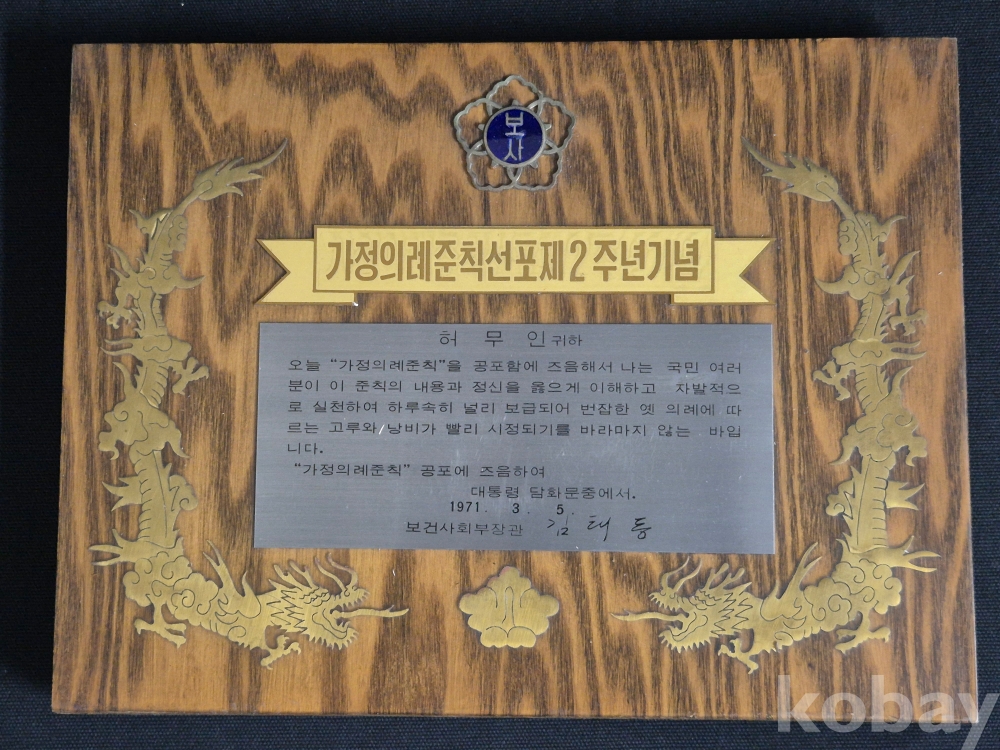 보사
가정의례준칙선포제2주년기념
허 무 인 귀하
오늘 “가정의례준칙”을 공포함에 즈음해서 나는 국민 여러
분이 이 준칙의 내용과 정신을 옳으게 이해하고 자발적으
로 실천하여 하루속히 널리 보급되어 번잡한 옛 의례에 따
르는 고루와 낭비가 빨리 시정되기를 바라마지 않는 바입
니다.
“가정의례준칙” 공포에 즈음하여
대통령 담화문중에서.
1971. 3. 5.
보건사회부장관 김태동
kobay